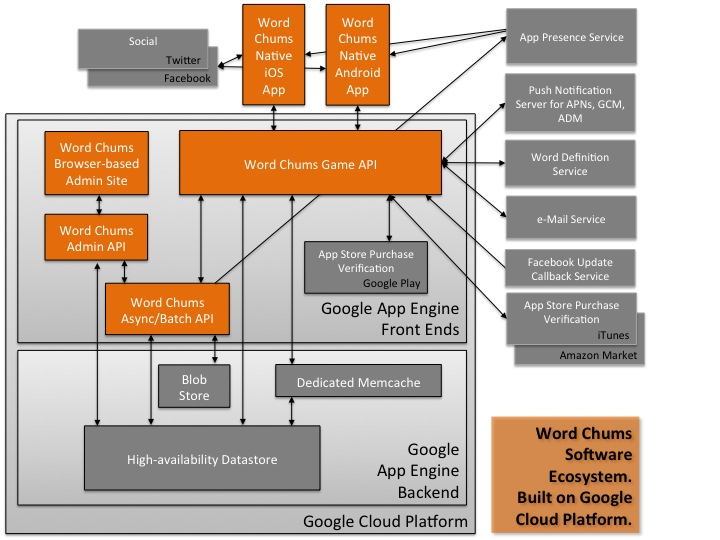 Social
Twitter
Facebook
Word
Chums
Native
iOS
App
Word
Chums
Native
Android
App
App Presence Service
Push Notification
Server for APNs, GCM,
ADM
Word Definition
Service
e-Mail Service
Facebook Update
Callback Service
App Store Purchase
Verification
iTunes
Amazon Market
Word Chums
Browser-based
Admin Site
Word Chums Game API
Word Chums
Admin API
App Store Purchase
Verification
Google Play
Word Chums
Async/Batch API
Google App Engine
Front Ends
Blob
Store
Dedicated Memcache
High-availability Datastore
Google
App Engine
Backend
Google Cloud Platform
Word Chums
Software
Ecosystem.
Built on Google
Cloud Platform.